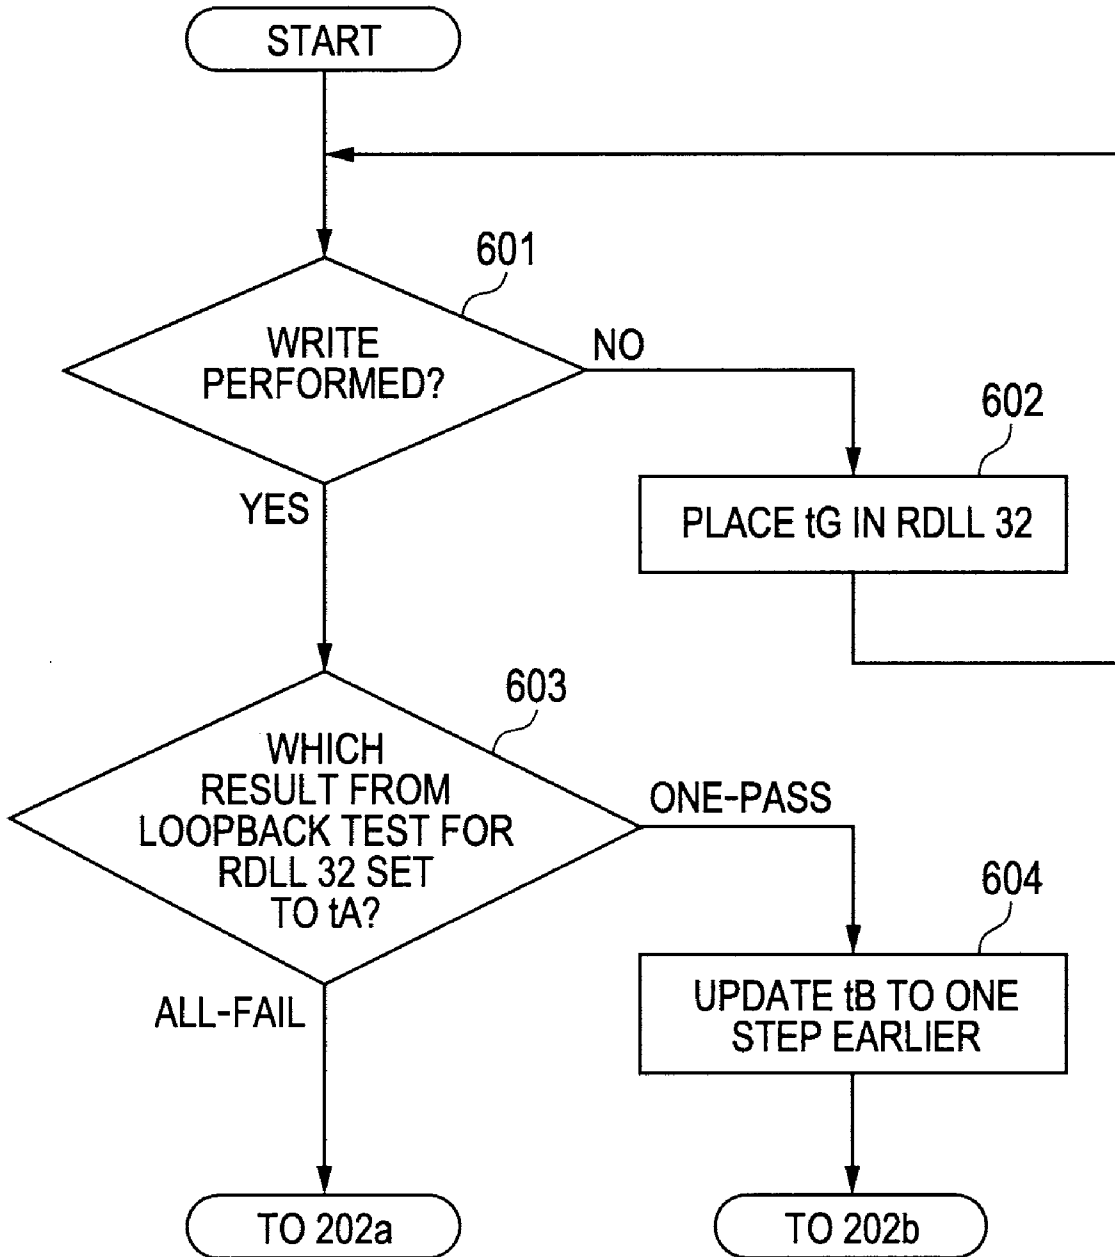 START
601
WRITE
PERFORMED?
NO
602
YES
PLACE tG IN RDLL 32
603
WHICH
RESULT FROM
LOOPBACK TEST FOR
RDLL 32 SET
TO tA?
ONE-PASS
604
ALL-FAIL
UPDATE tB TO ONE
STEP EARLIER
TO 202a
TO 202b